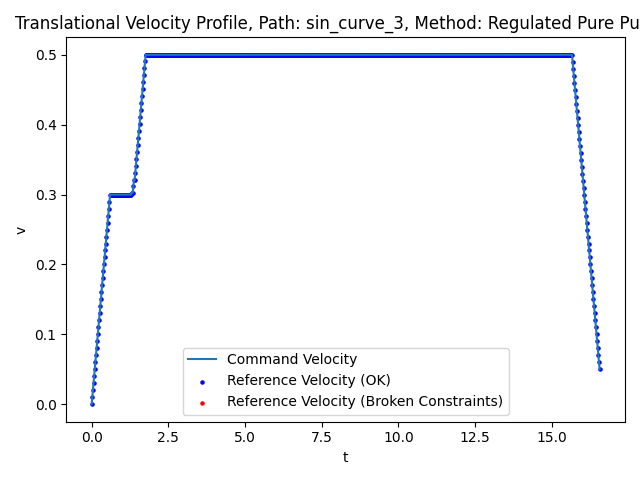 Translational Velocity Profile, Path: sin_curve_3, Method: Regulated Pure Pu
0.5
0.4
0.3
0.2
0.1
0.0
v
Command Velocity
Reference Velocity (OK)
Reference Velocity (Broken Constraints)
0.0 2.5 5.0 7.5 10.0 12.5 15.0
t